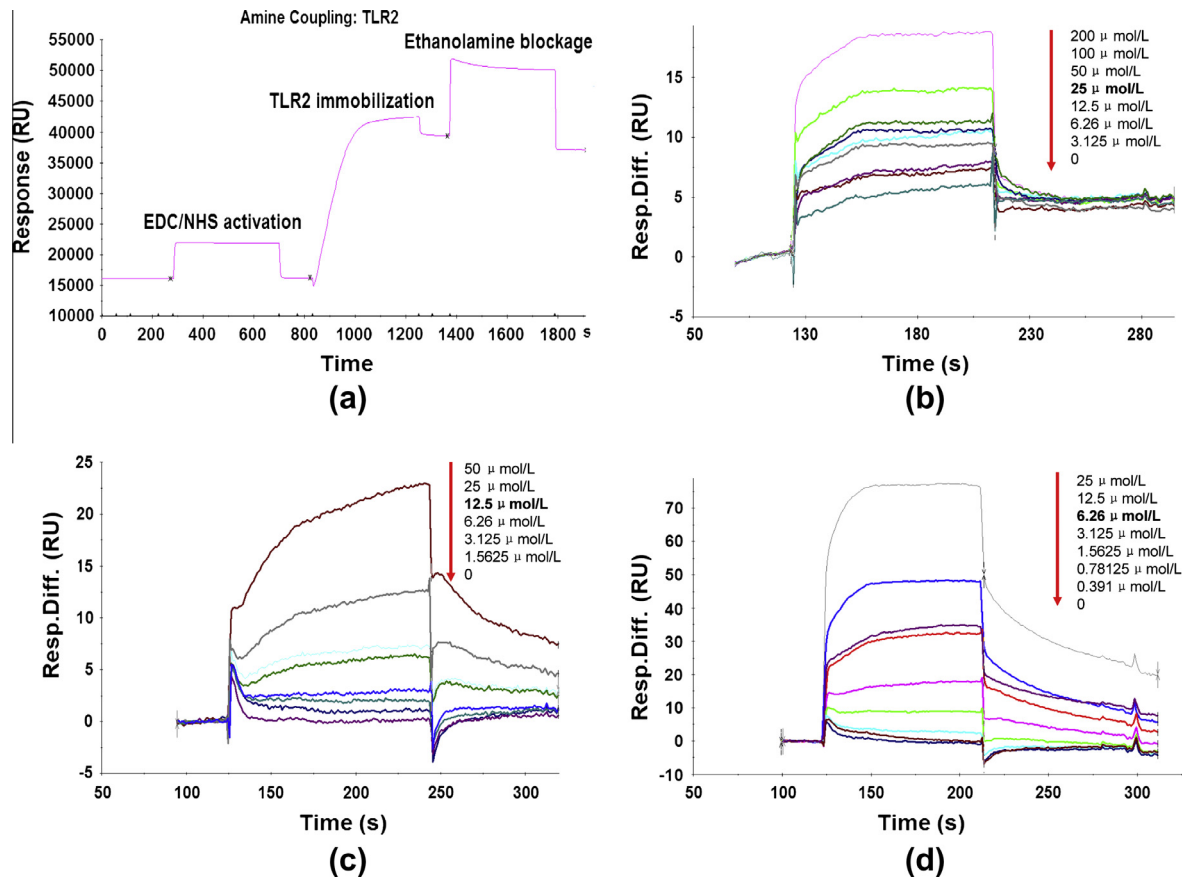 Amine Coupling: TLR2
Response (RU)
55000
50000
45000
40000
35000
30000
25000
20000
15000
10000
EDC/NHS activation
TLR2 immobilization
Ethanolamine blockage
0 200 400 600 800 1000 1200 1400 1600 1800 s
Time
(a)
Resp.Diff. (RU)
15
10
5
0
-5
200 μ mol/L
100 μ mol/L
50 μ mol/L
25 μ mol/L
12.5 μ mol/L
6.26 μ mol/L
3.125 μ mol/L
0
50 130 180 230 280
Time (s)
(b)
Resp.Diff. (RU)
25
20
15
10
5
0
-5
50 μ mol/L
25 μ mol/L
12.5 μ mol/L
6.26 μ mol/L
3.125 μ mol/L
1.5625 μ mol/L
0
50 100 150 200 250 300
Time (s)
(c)
Resp.Diff. (RU)
70
60
50
40
30
20
10
0
-10
25 μ mol/L
12.5 μ mol/L
6.26 μ mol/L
3.125 μ mol/L
1.5625 μ mol/L
0.78125 μ mol/L
0.391 μ mol/L
0
50 100 150 200 250 300
Time (s)
(d)